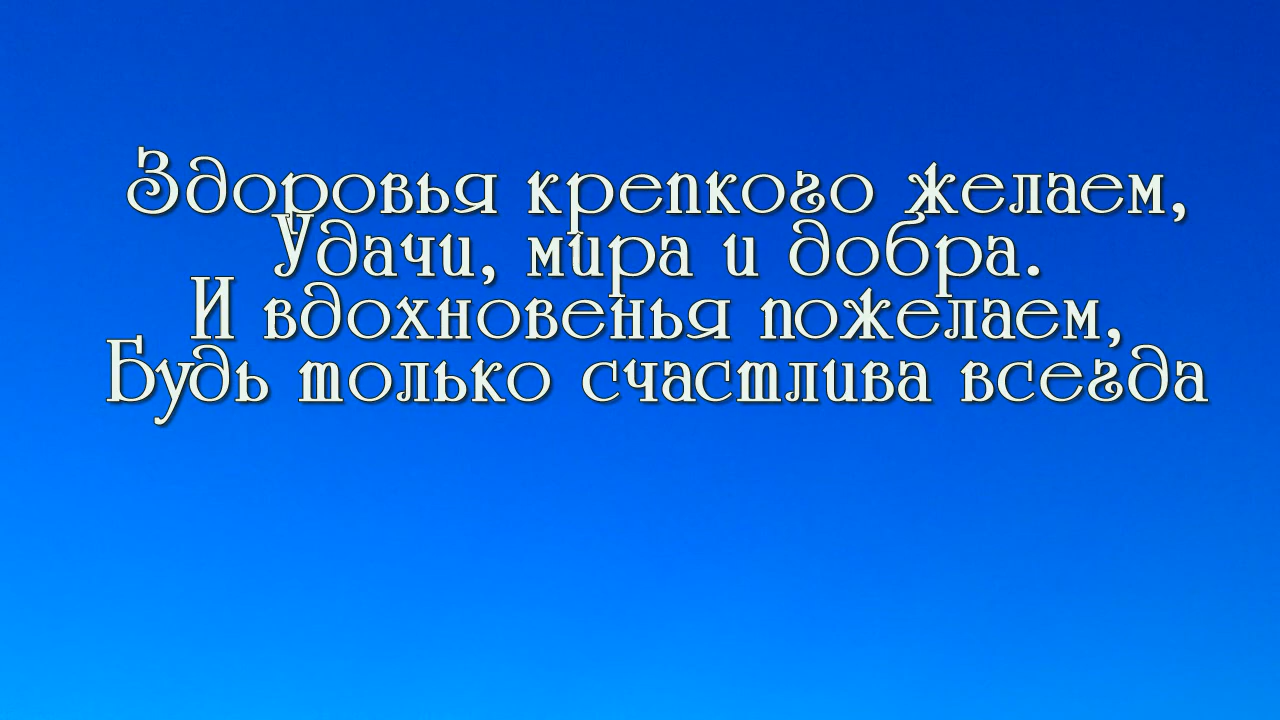 Здоровья крепкого желаем,
Удачи, мира и добра.
И вдохновенья пожелаем,
Будь только счастлива всегда